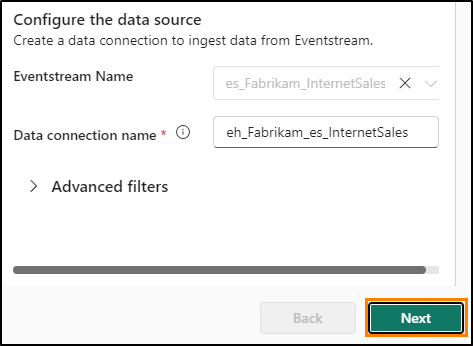 Configure the data source
Create a data connection to ingest data from Eventstream.
Eventstream Name
es_Fabrikam_InternetSales
Data connection name *
eh_Fabrikam_es_InternetSales
Advanced filters
Back
Next